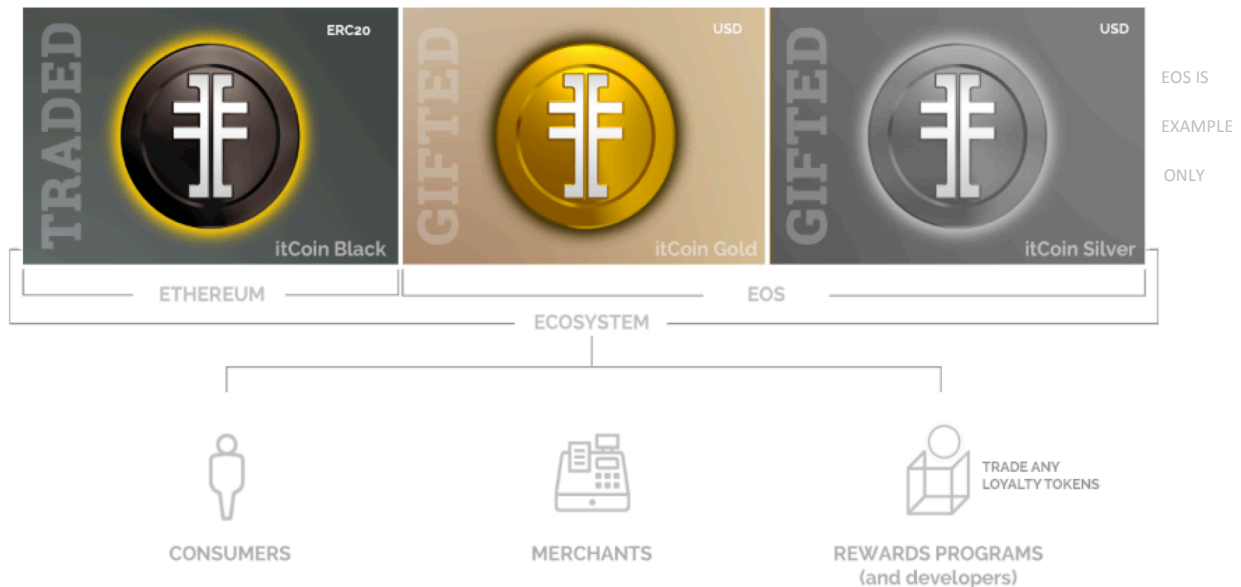 TRADED
ERC20
itCoin Black
GIFTED
USD
itCoin Gold
GIFTED
USD
itCoin Silver
EOS IS
EXAMPLE
ONLY
ETHEREUM
EOS
ECOSYSTEM
TRADE ANY
LOYALTY TOKENS
CONSUMERS
MERCHANTS
REWARDS PROGRAMS
(and developers)